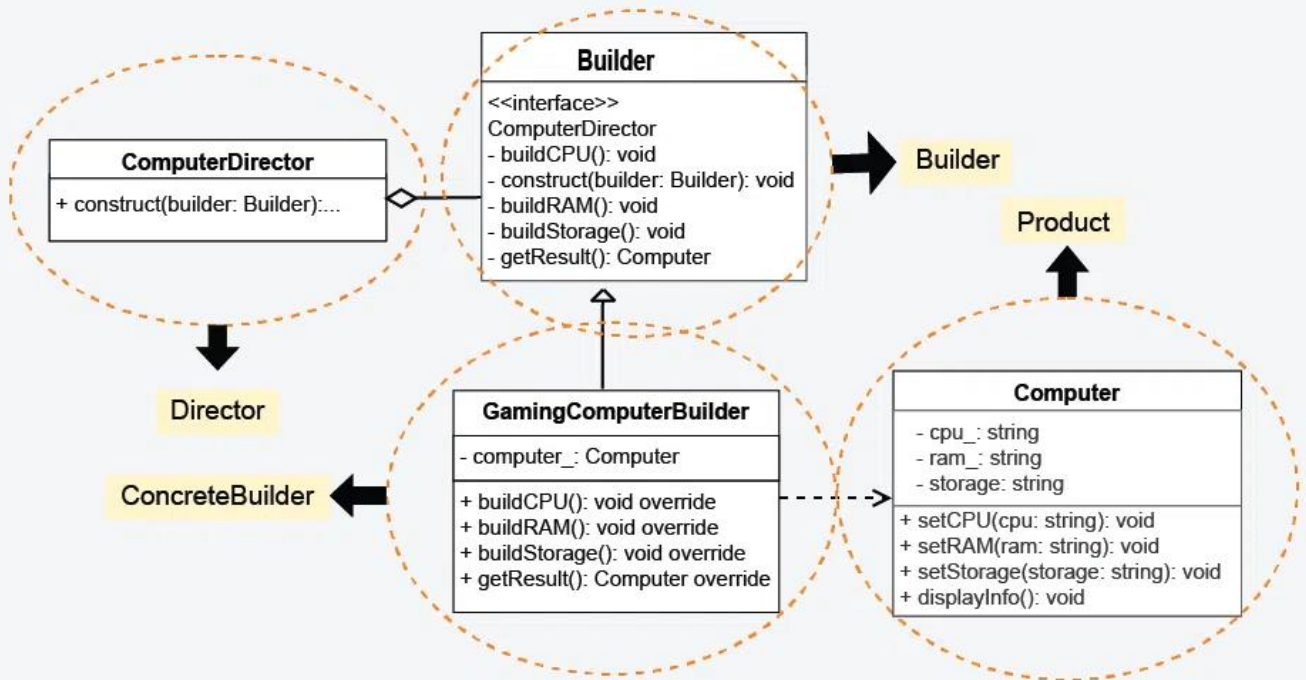 Builder
<<interface>>
ComputerDirector
- buildCPU(): void
- construct(builder: Builder): void
- buildRAM(): void
- buildStorage(): void
- getResult(): Computer
ComputerDirector
+ construct(builder: Builder):...
Builder
Product
Director
GamingComputerBuilder
- computer_: Computer
+ buildCPU(): void override
+ buildRAM(): void override
+ buildStorage(): void override
+ getResult(): Computer override
ConcreteBuilder
Computer
- cpu_: string
- ram_: string
- storage: string
+ setCPU(cpu: string): void
+ setRAM(ram: string): void
+ setStorage(storage: string): void
+ displayInfo(): void